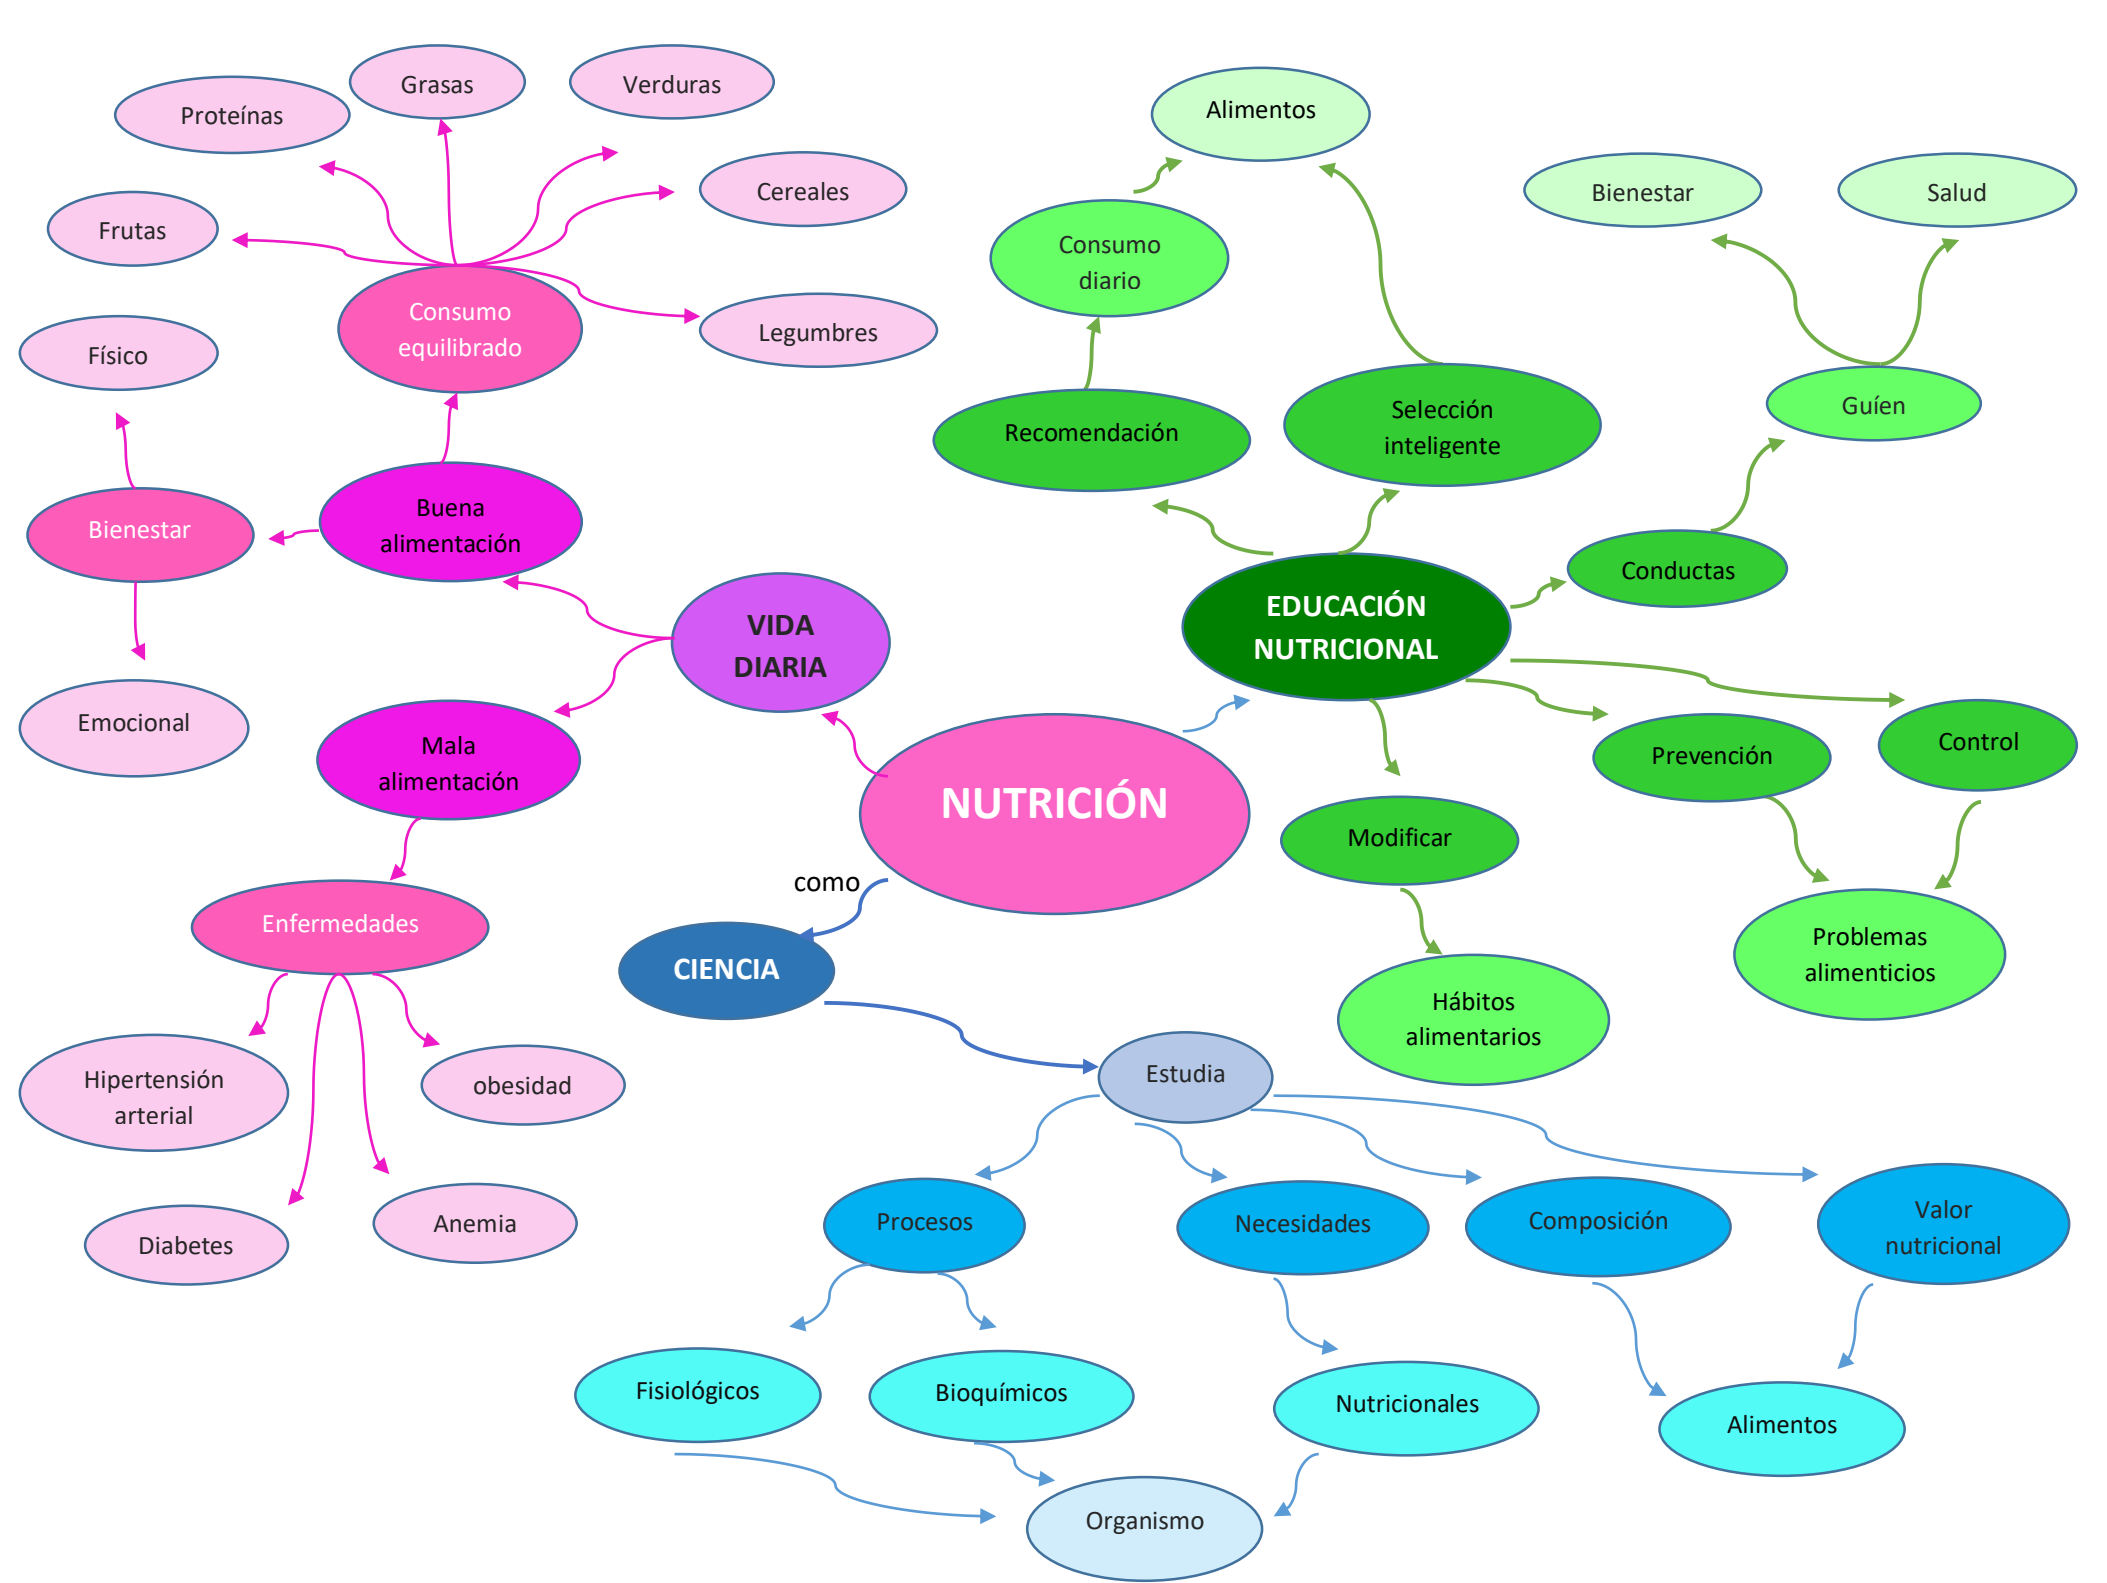 Grasas
Verduras
Proteínas
Cereales
Frutas
Consumo
equilibrado
Legumbres
Físico
Buena
alimentación
Bienestar
Emocional
VIDA
DIARIA
Mala
alimentación
Enfermedades
Hipertensión
arterial
obesidad
Diabetes
Anemia
Alimentos
Consumo
diario
Bienestar
Salud
Recomendación
Selección
inteligente
Guíen
Conductas
EDUCACIÓN
NUTRICIONAL
Prevención
Control
Modificar
Problemas
alimenticios
Hábitos
alimentarios
NUTRICIÓN
como
CIENCIA
Estudia
Procesos
Necesidades
Composición
Valor
nutricional
Fisiológicos
Bioquímicos
Nutricionales
Alimentos
Organismo